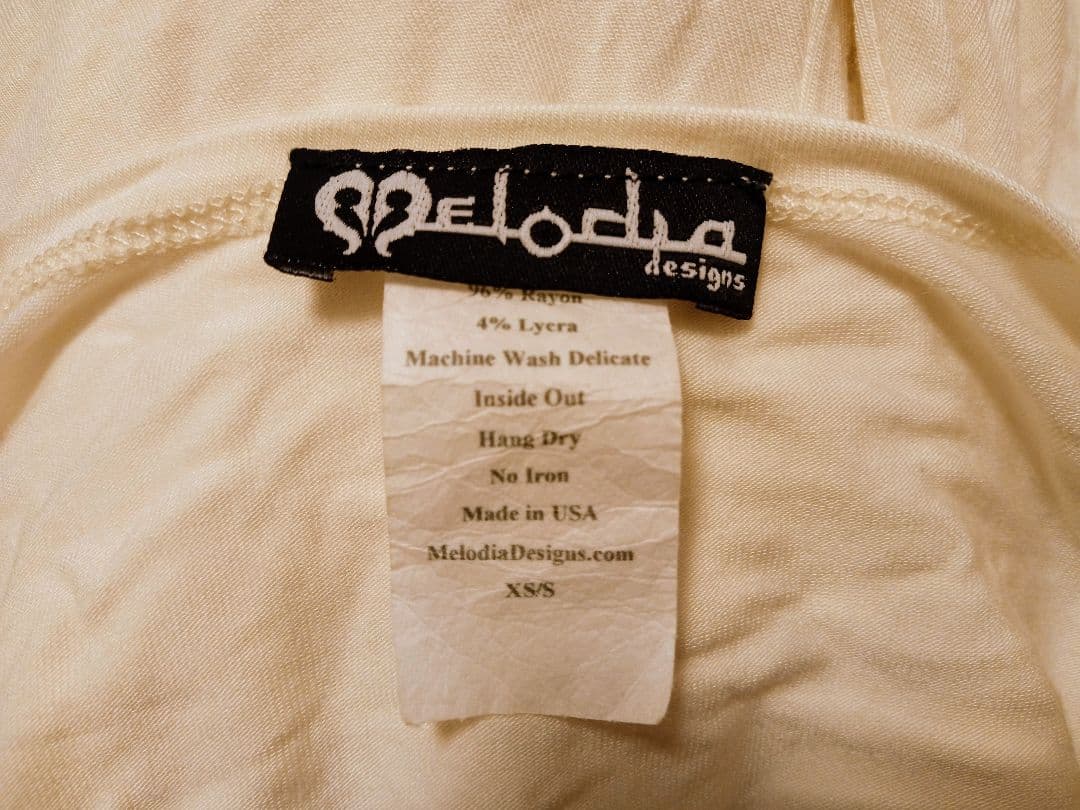 Melodia
designs
96% Rayon
4% Lycra
Machine Wash Delicate
Inside Out
Hang Dry
No Iron
Made in USA
MelodiaDesigns.com
XS/S